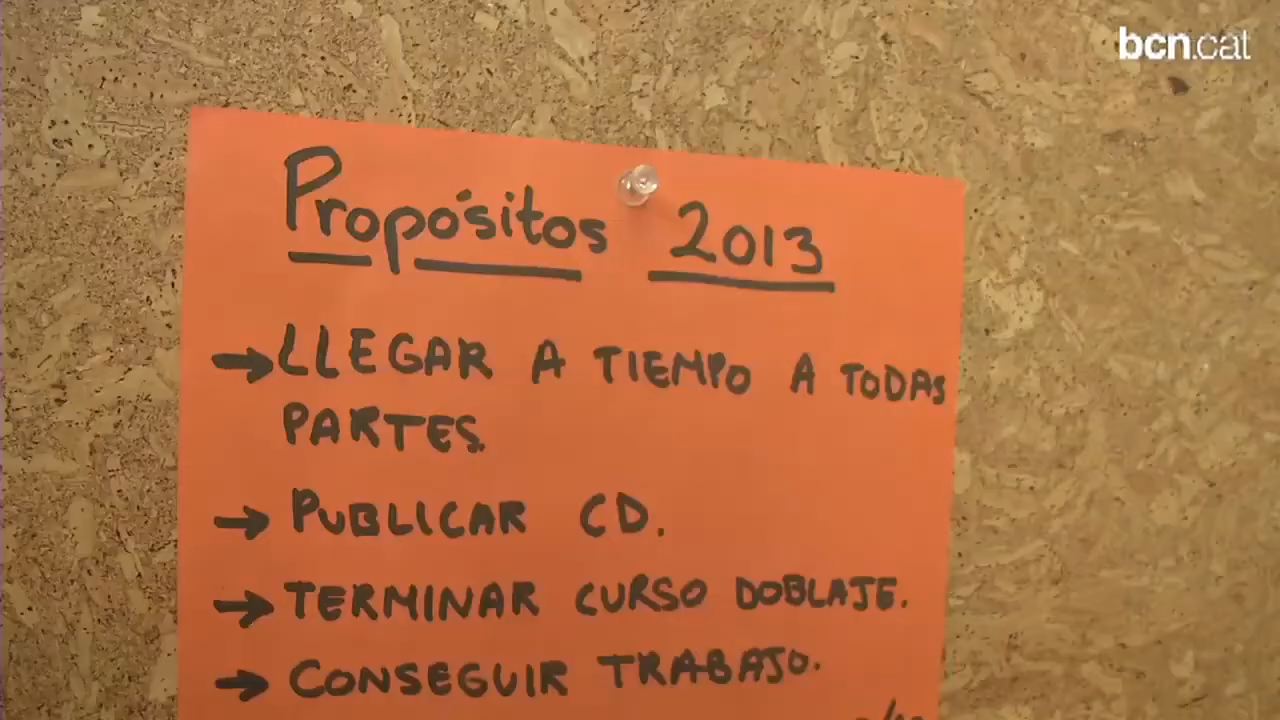 bcn.cat
Propósitos 2013
→ LLEGAR A TIEMPO A TODAS
PARTES.
→ PUBLICAR CD.
→ TERMINAR CURSO DOBLAJE.
→ CONSEGUIR TRABAJO.